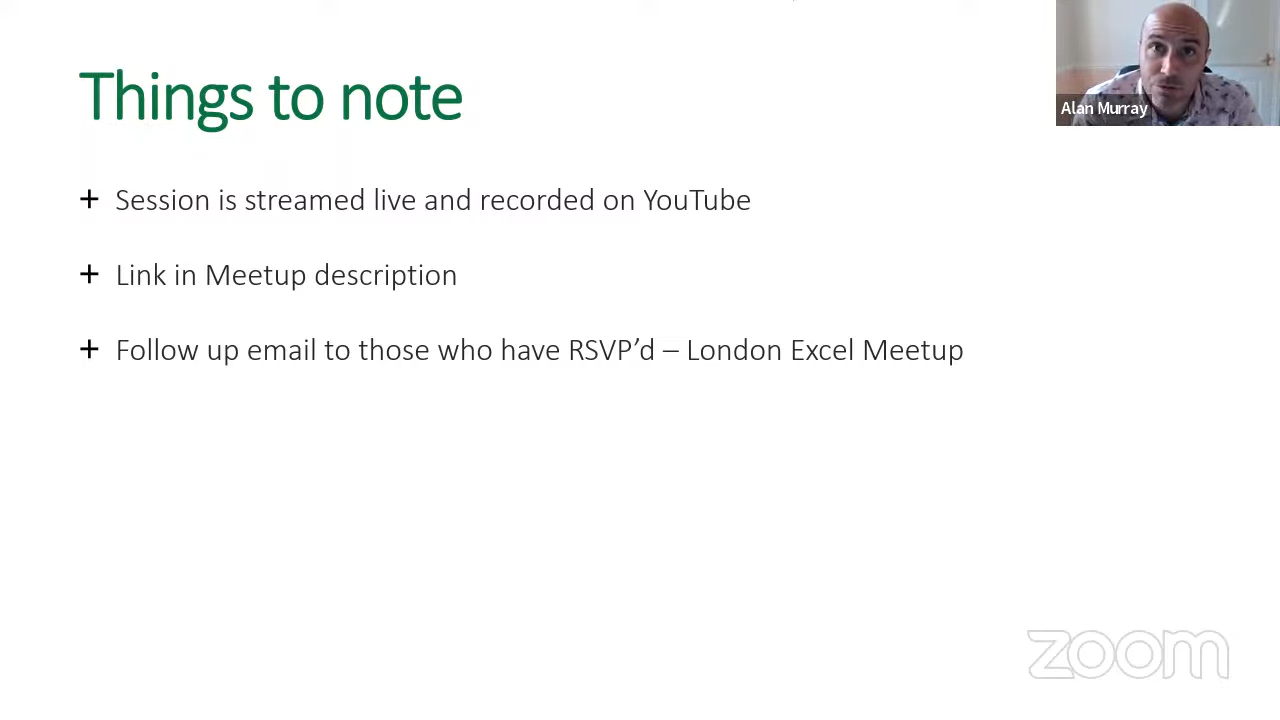 Things to note
Alan Murray
+ Session is streamed live and recorded on YouTube
+ Link in Meetup description
+ Follow up email to those who have RSVP’d – London Excel Meetup
zoom